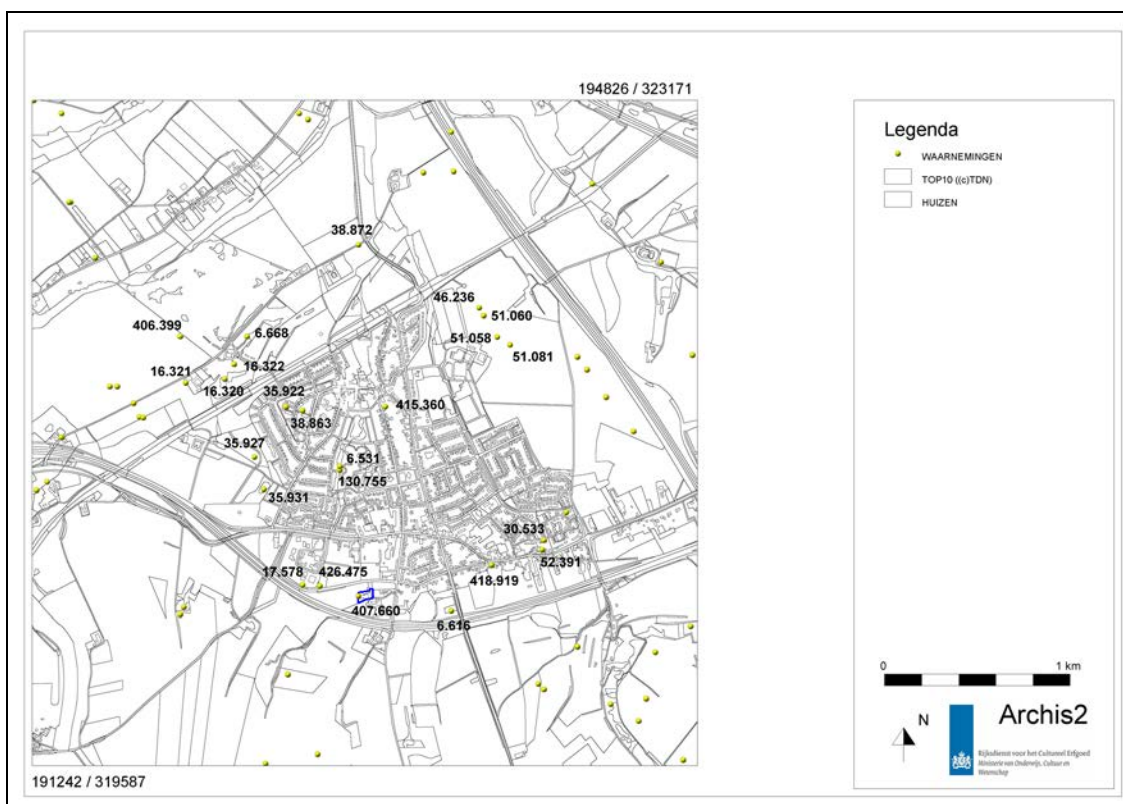 194826 / 323171
38.872
46.236
51.060
406.399
6.668
51.058
51.081
16.322
16.321
16.320
35.922
415.360
38.863
35.927
6.531
130.755
35.931
30.533
52.391
17.578
426.475
418.919
407.660
6.616
191242 / 319587
Legenda
WAARNEMINGEN
TOP10 ((c)TDN)
HUIZEN
0
1 km
N
Archis2
Rijksdienst voor het Cultureel Erfgoed
Ministerie van Onderwijs, Cultuur en
Wetenschap